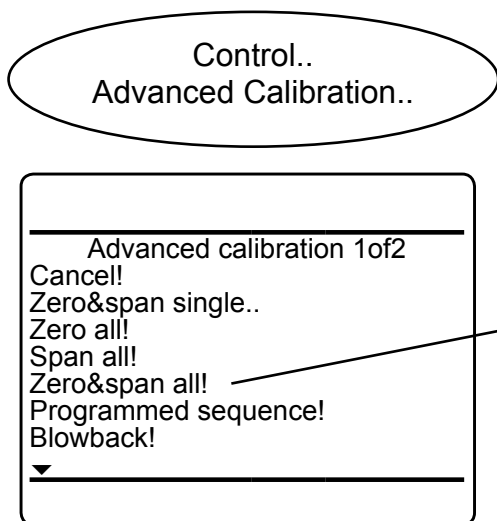 Control..
Advanced Calibration..
Advanced calibration 1of2
Cancel!
Zero&span single..
Zero all!
Span all!
Zero&span all!
Programmed sequence!
Blowback!